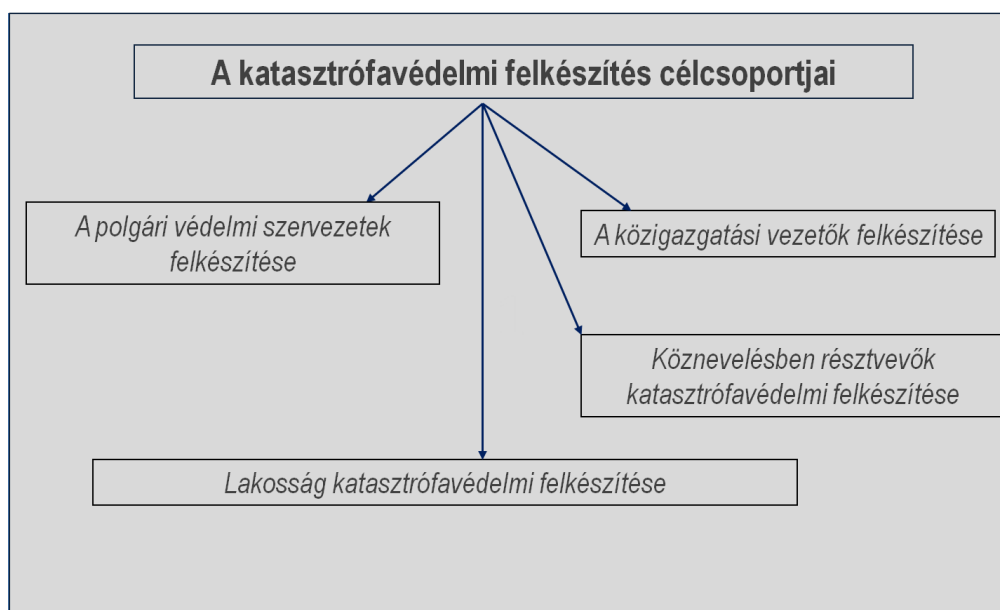 A katasztrófavédelmi felkészítés célcsoportjai
A polgári védelmi szervezetek
felkészítése
A közigazgatási vezetők felkészítése
Köznevelésben résztvevők
katasztrófavédelmi felkészítése
Lakosság katasztrófavédelmi felkészítése